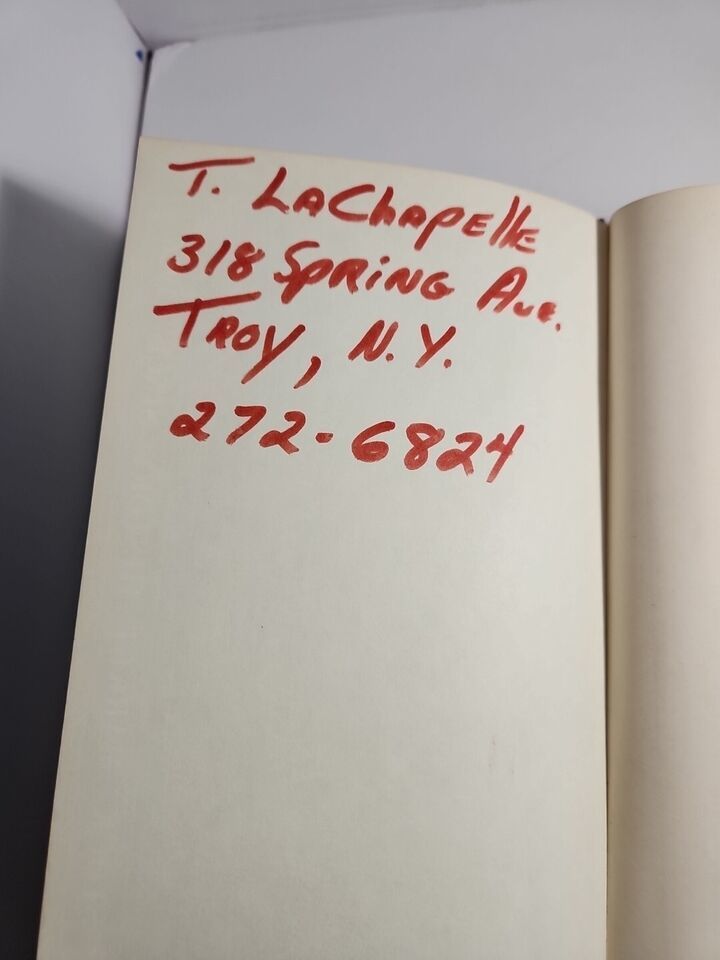 T. LaChapelle
318 Spring Ave.
Troy, N.Y.
272-6824